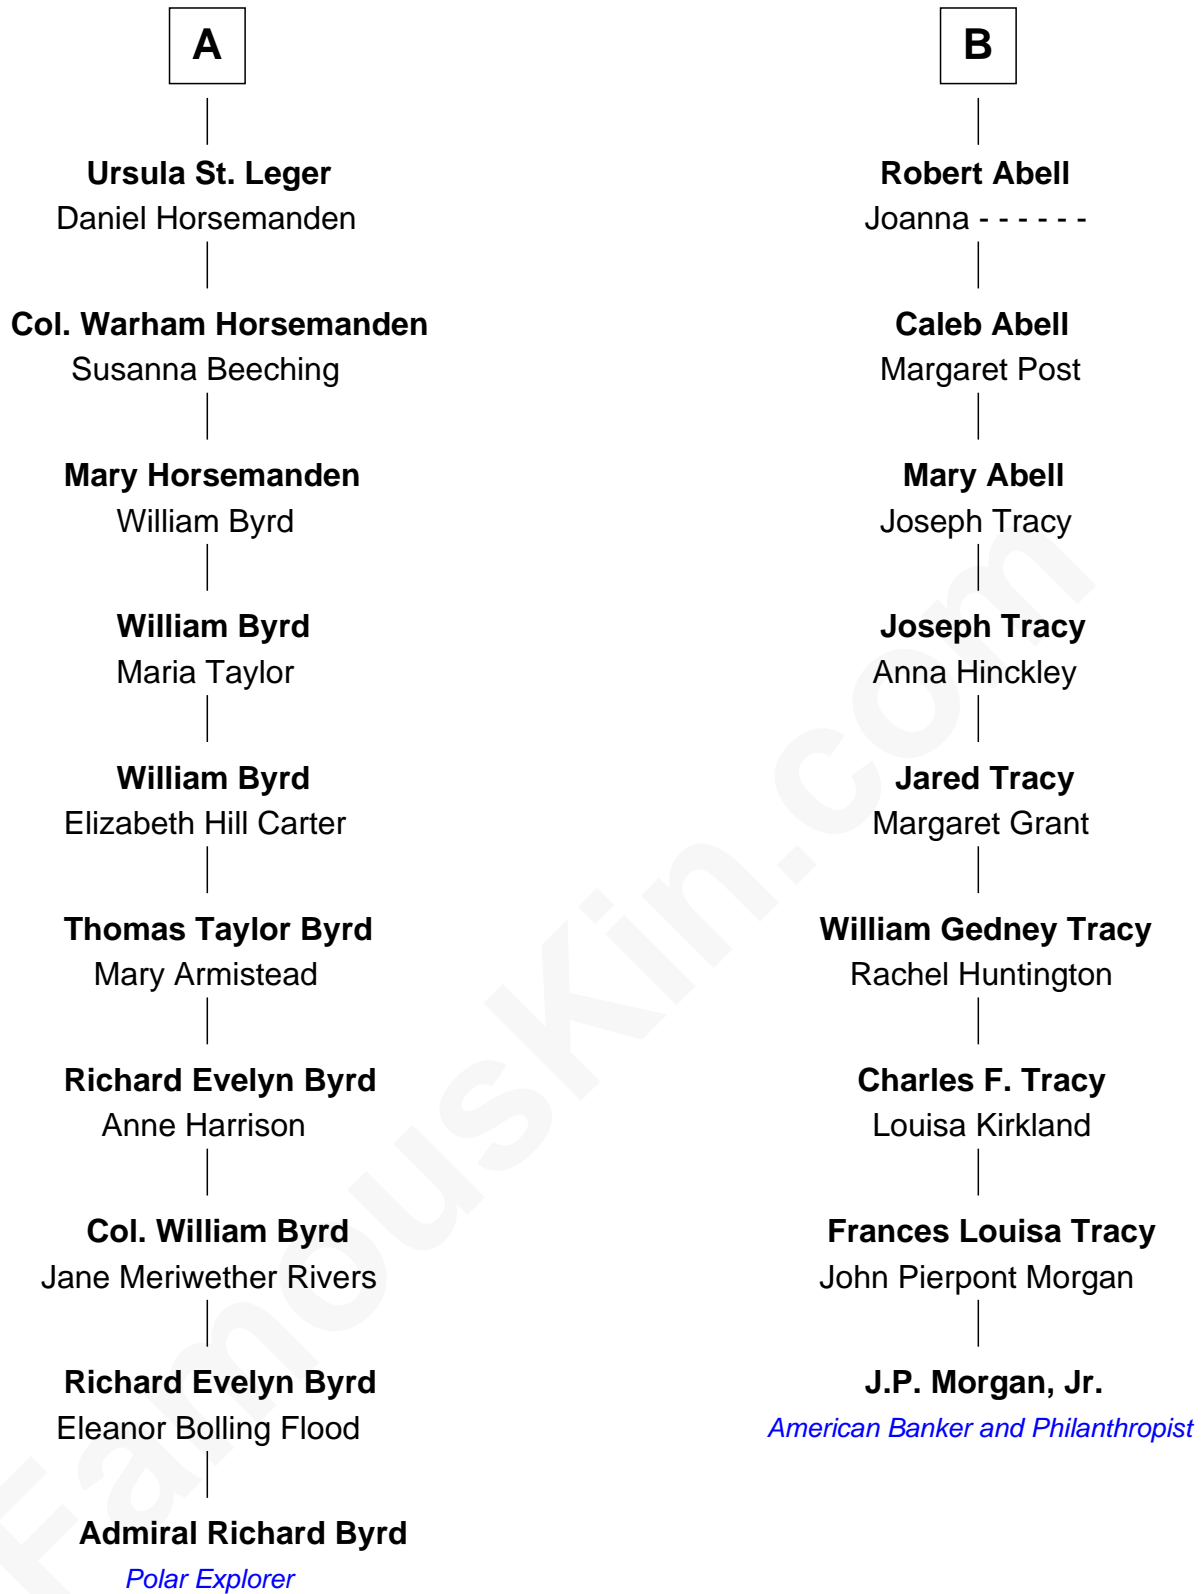 A
Ursula St. Leger
Daniel Horsemanden
Col. Warham Horsemanden
Susanna Beeching
Mary Horsemanden
William Byrd
William Byrd
Maria Taylor
William Byrd
Elizabeth Hill Carter
Thomas Taylor Byrd
Mary Armistead
Richard Evelyn Byrd
Anne Harrison
Col. William Byrd
Jane Meriwether Rivers
Richard Evelyn Byrd
Eleanor Bolling Flood
Admiral Richard Byrd
Polar Explorer
B
Robert Abell
Joanna - - - - - -
Caleb Abell
Margaret Post
Mary Abell
Joseph Tracy
Joseph Tracy
Anna Hinckley
Jared Tracy
Margaret Grant
William Gedney Tracy
Rachel Huntington
Charles F. Tracy
Louisa Kirkland
Frances Louisa Tracy
John Pierpont Morgan
J.P. Morgan, Jr.
American Banker and Philanthropist
FamousKin.com